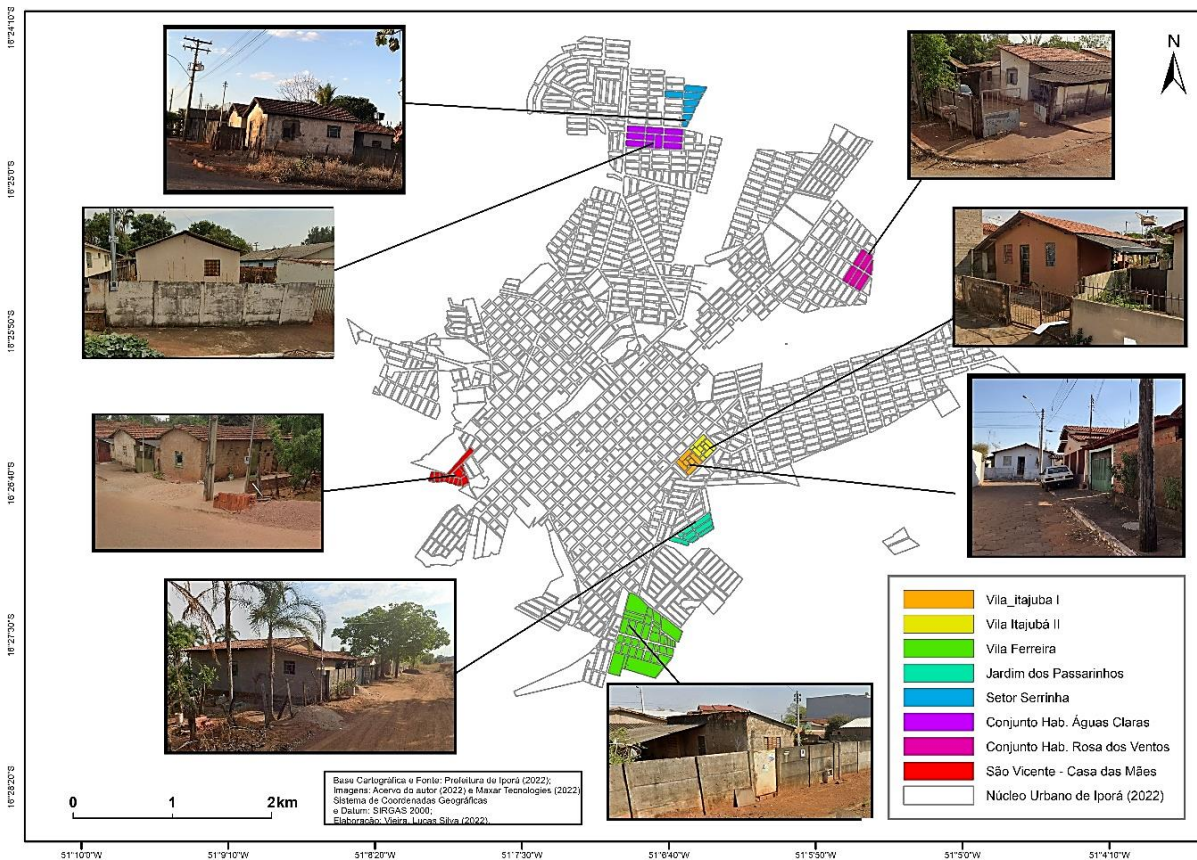 16°24'10"S
16°25'0"S
16°25'50"S
16°26'40"S
16°27'30"S
16°28'20"S
N
Vila_itajuba I
Vila Itajubá II
Vila Ferreira
Jardim dos Passarinhos
Setor Serrinha
Conjunto Hab. Águas Claras
Conjunto Hab. Rosa dos Ventos
São Vicente - Casa das Mães
Núcleo Urbano de Iporá (2022)
Base Cartográfica e Fonte: Prefeitura de Iporá (2022);
Imagens: Acervo do autor (2022) e Maxar Tecnologies (2022)
Sistema de Coordenadas Geográficas
e Datum: SIRGAS 2000;
Elaboração: Vieira, Lucas Silva (2022).
0 1 2km
51°10'0"W 51°9'10"W 51°8'20"W 51°7'30"W 51°6'40"W 51°5'50"W 51°5'0"W 51°4'10"W